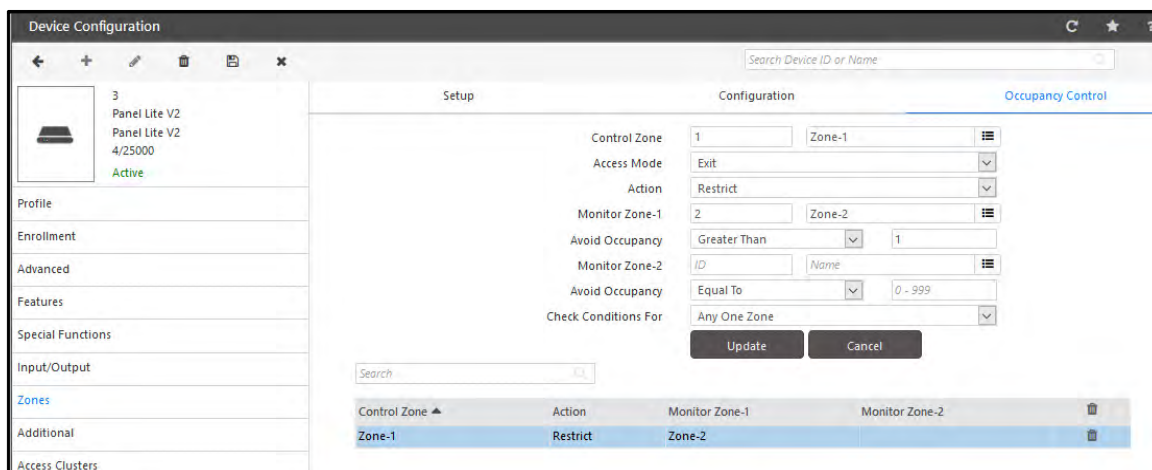 Device Configuration
Search Device ID or Name
3
Panel Lite V2
Panel Lite V2
4/25000
Active
Profile
Enrollment
Advanced
Features
Special Functions
Input/Output
Zones
Additional
Access Clusters
Setup Configuration Occupancy Control
Control Zone 1 Zone-1
Access Mode Exit
Action Restrict
Monitor Zone-1 2 Zone-2
Avoid Occupancy Greater Than 1
Monitor Zone-2 ID Name
Avoid Occupancy Equal To 0 - 999
Check Conditions For Any One Zone
Update Cancel
Search
Control Zone Action Monitor Zone-1 Monitor Zone-2
Zone-1 Restrict Zone-2